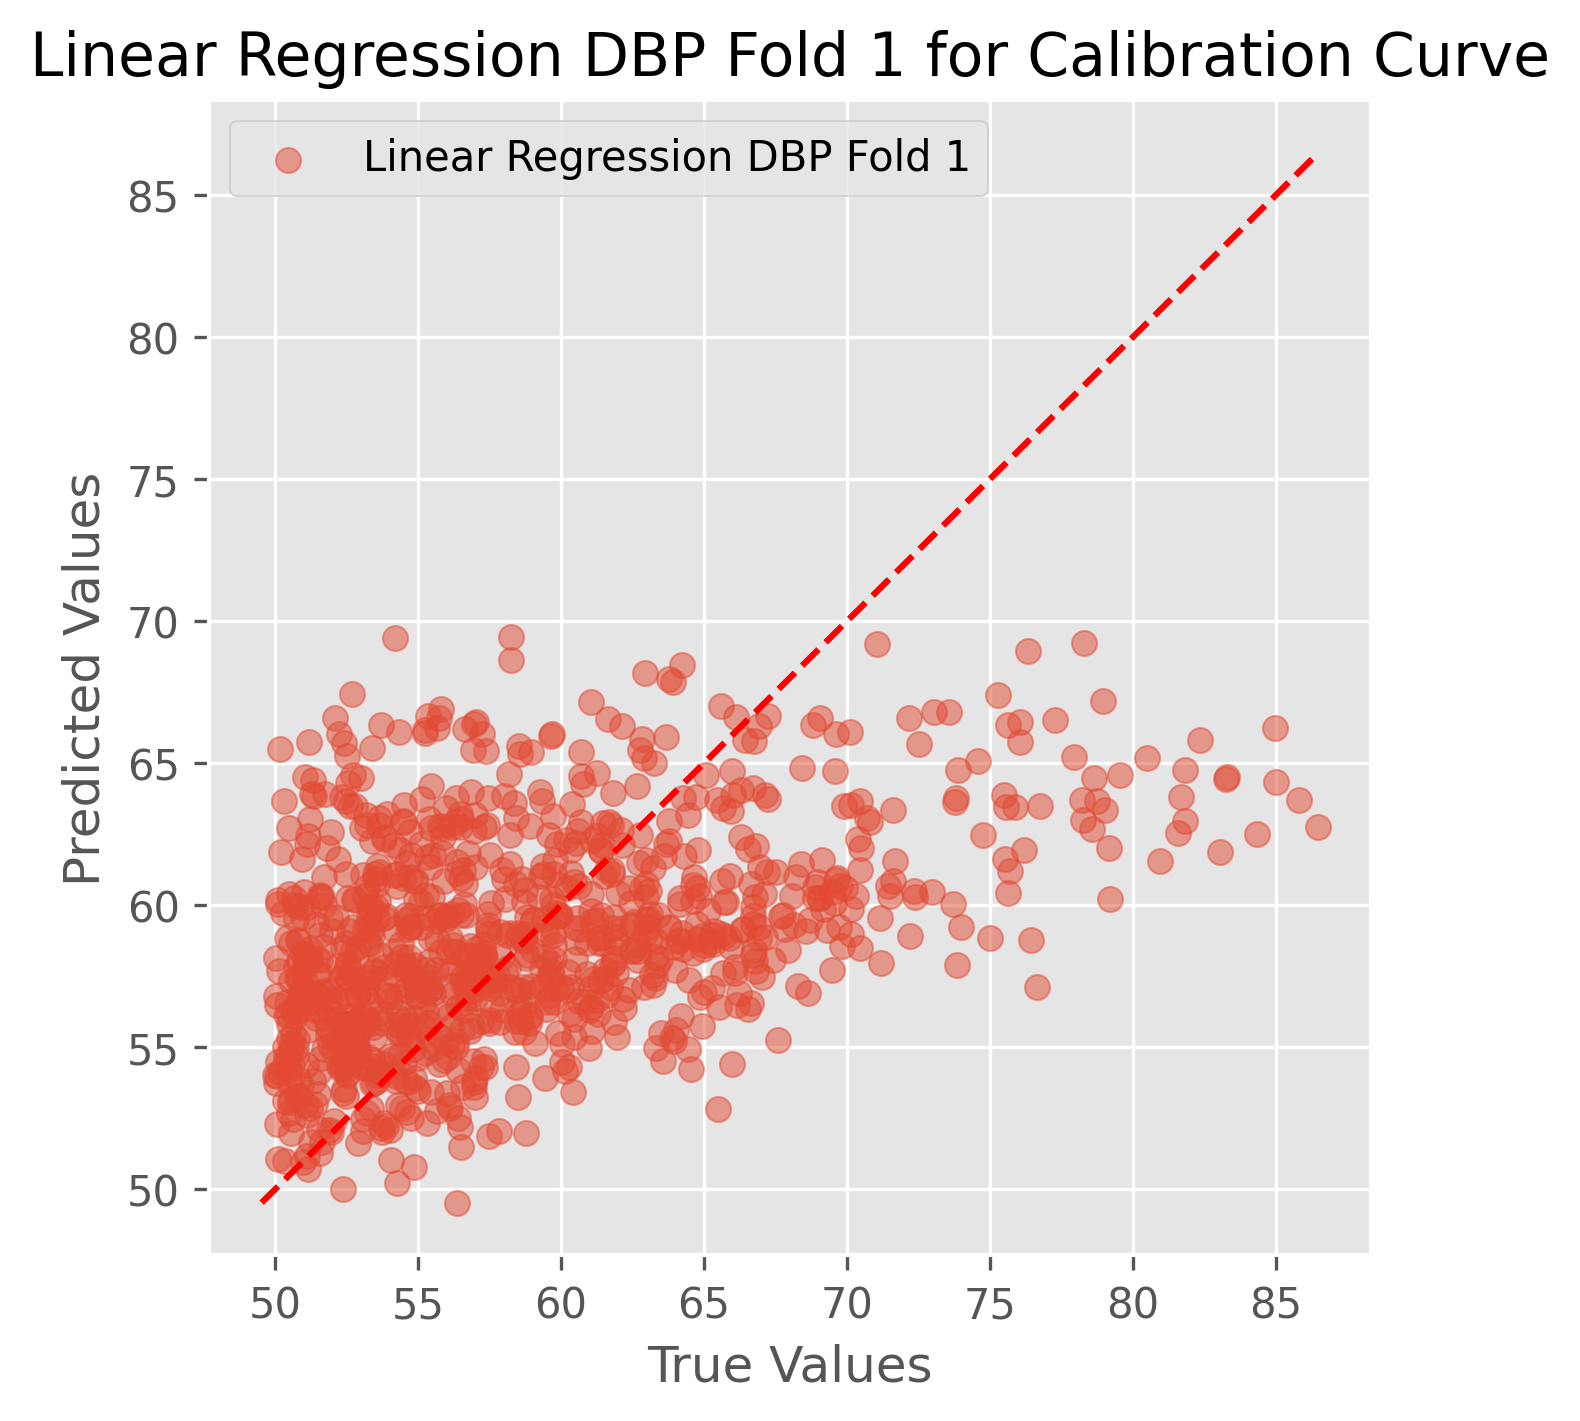 Linear Regression DBP Fold 1 for Calibration Curve
Linear Regression DBP Fold 1
85
80
75
70
65
60
55
50
Predicted Values
50 55 60 65 70 75 80 85
True Values